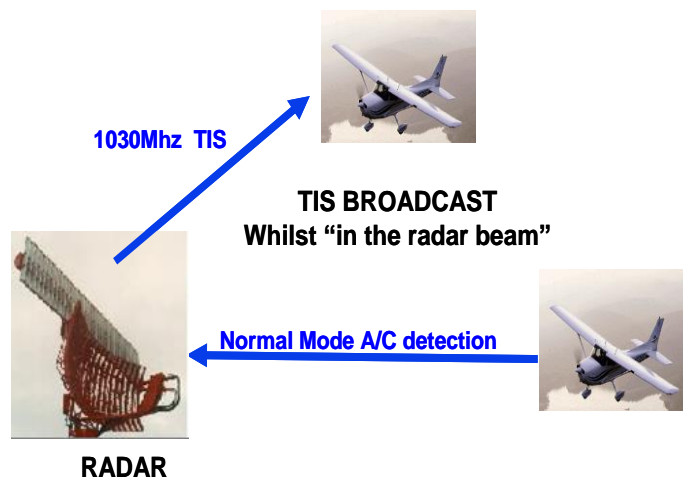 1030Mhz TIS
TIS BROADCAST
Whilst “in the radar beam”
Normal Mode A/C detection
RADAR